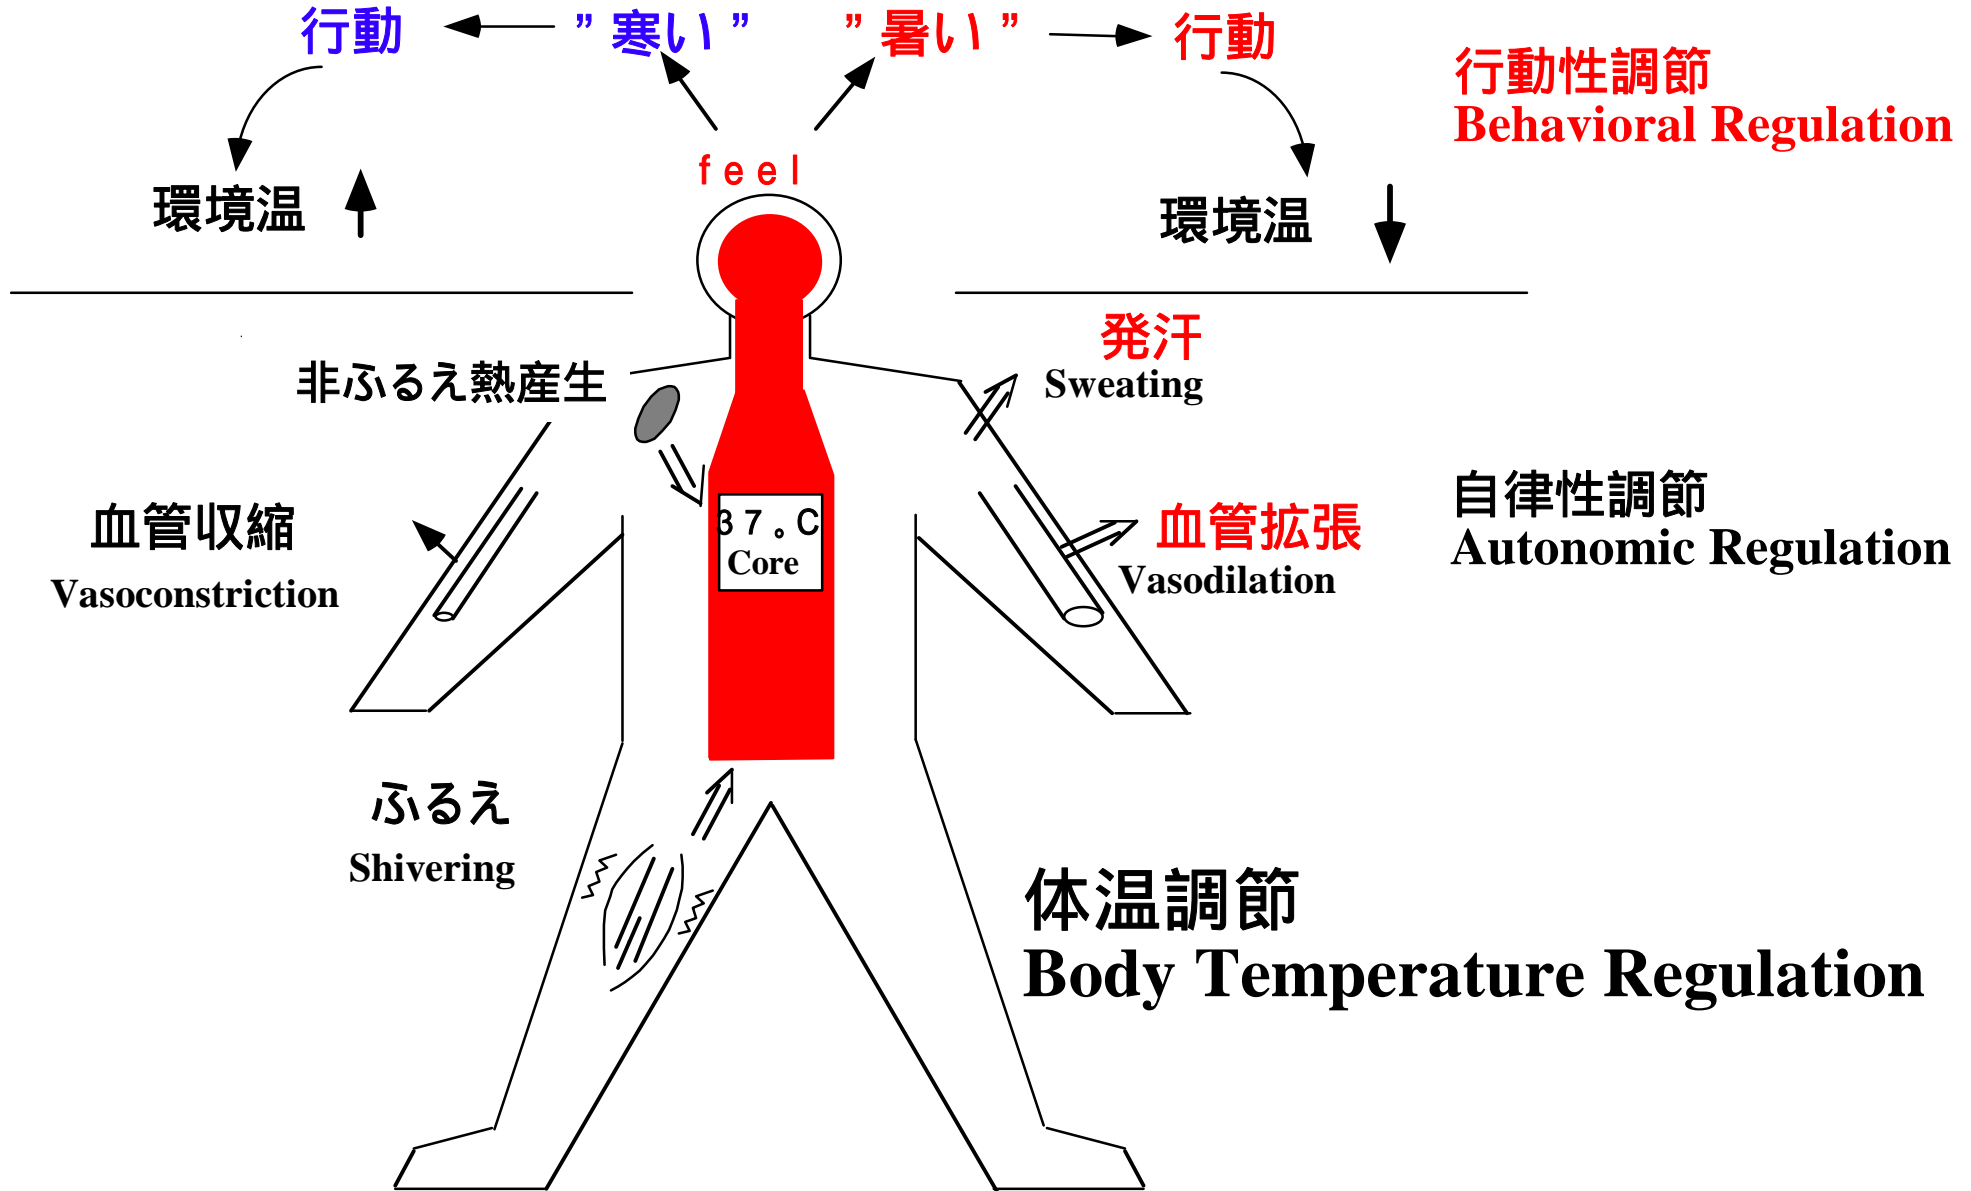 行動
”寒い”
”暑い”
行動
行動性調節
Behavioral Regulation
feel
環境温
環境温
発汗
Sweating
非ふるえ熱産生
血管収縮
Vasoconstriction
37。C
Core
血管拡張
Vasodilation
自律性調節
Autonomic Regulation
ふるえ
Shivering
体温調節
Body Temperature Regulation